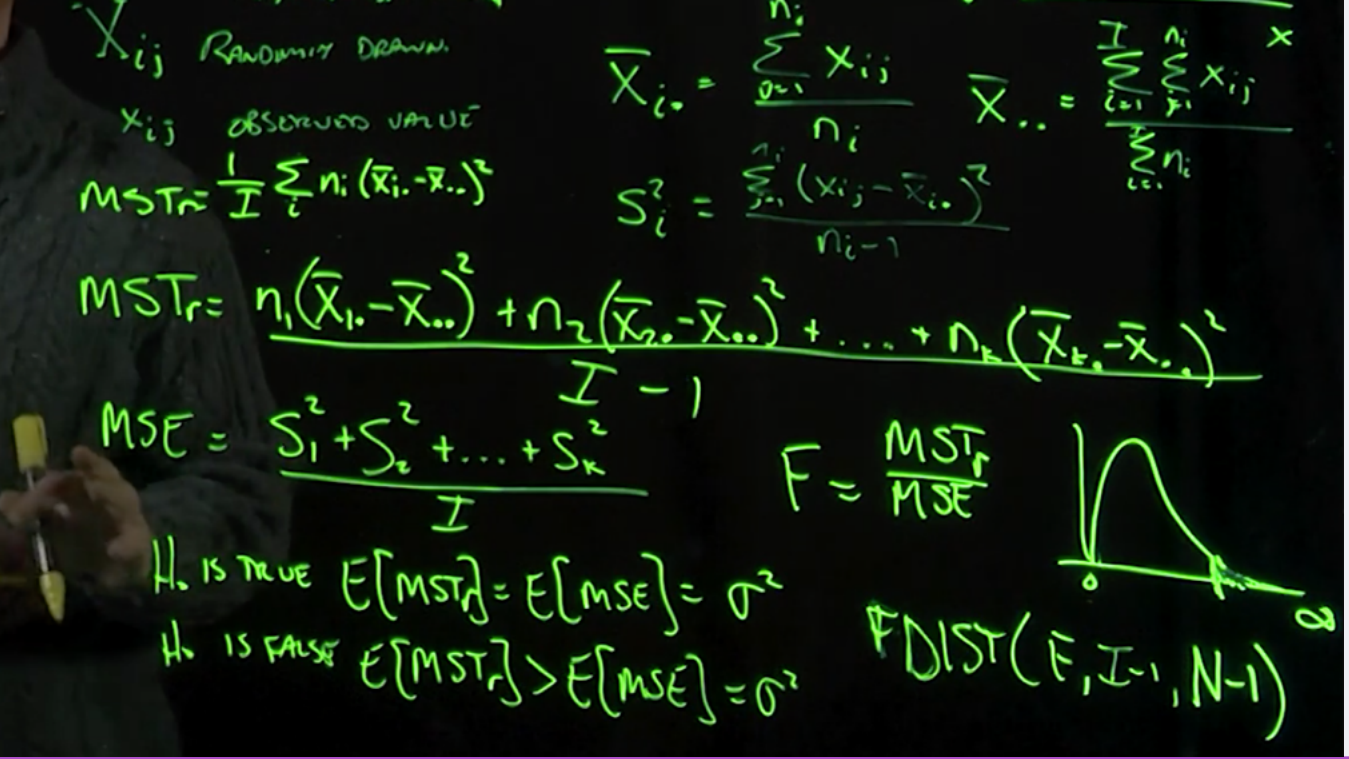 X_ij RANDOMLY DRAWN.
x_ij OBSERVED VALUE
X̄_i. = Σ_{j=1}^{n_i} x_ij / n_i
X̄.. = Σ_{i=1}^{I} Σ_{j=1}^{n_i} x_ij / Σ_{i=1}^{I} n_i
x
MSTr = 1/I Σ_i n_i (x̄_i. - x̄..)²
S_i² = Σ_{j=1}^{n_i} (x_ij - x̄_i.)² / n_i - 1
MSTr = n_1(X̄_1. - X̄..)² + n_2(X̄_2. - X̄..)² + .... + n_k(X̄_k. - X̄..)² / I - 1
MSE = S_1² + S_2² + .... + S_k² / I
F = MSTr / MSE
0 ∞
H₀ IS TRUE E[MSTr] = E[MSE] = σ²
H₀ IS FALSE E[MSTr] > E[MSE] = σ²
FDIST(F, I-1, N-1)